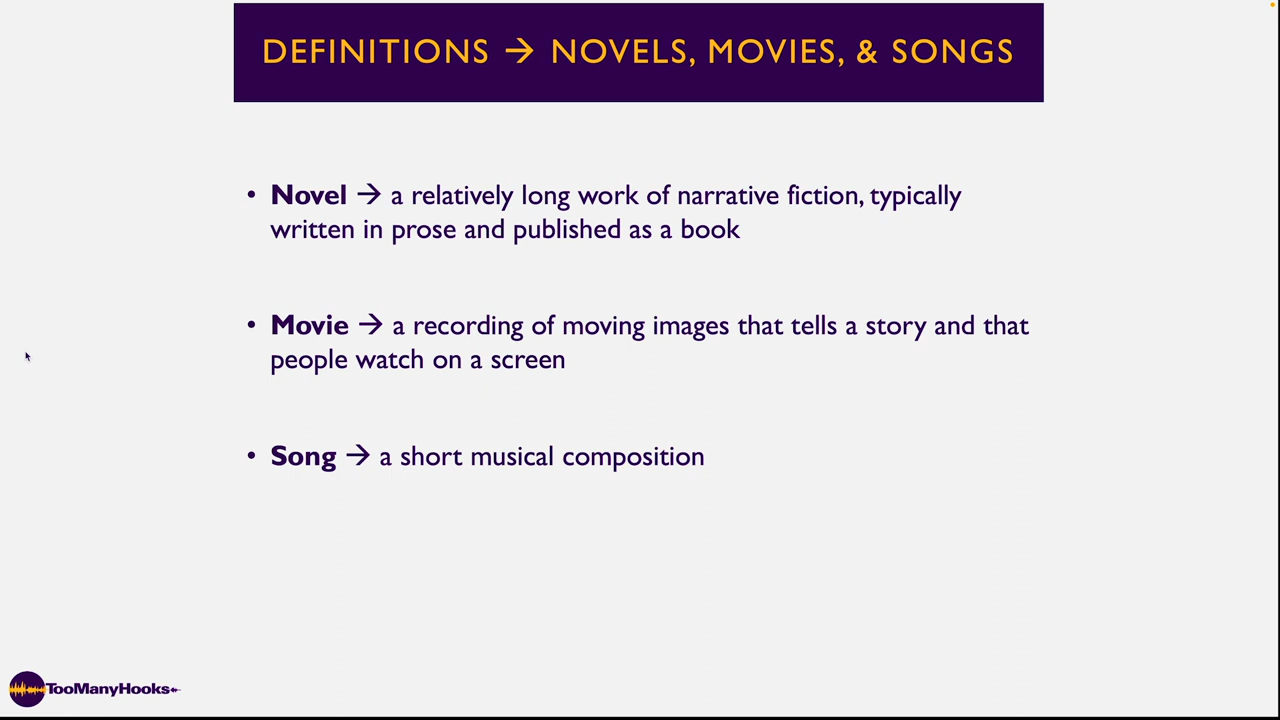 DEFINITIONS → NOVELS, MOVIES, & SONGS
• Novel → a relatively long work of narrative fiction, typically
written in prose and published as a book
• Movie → a recording of moving images that tells a story and that
people watch on a screen
• Song → a short musical composition
TooManyHooks